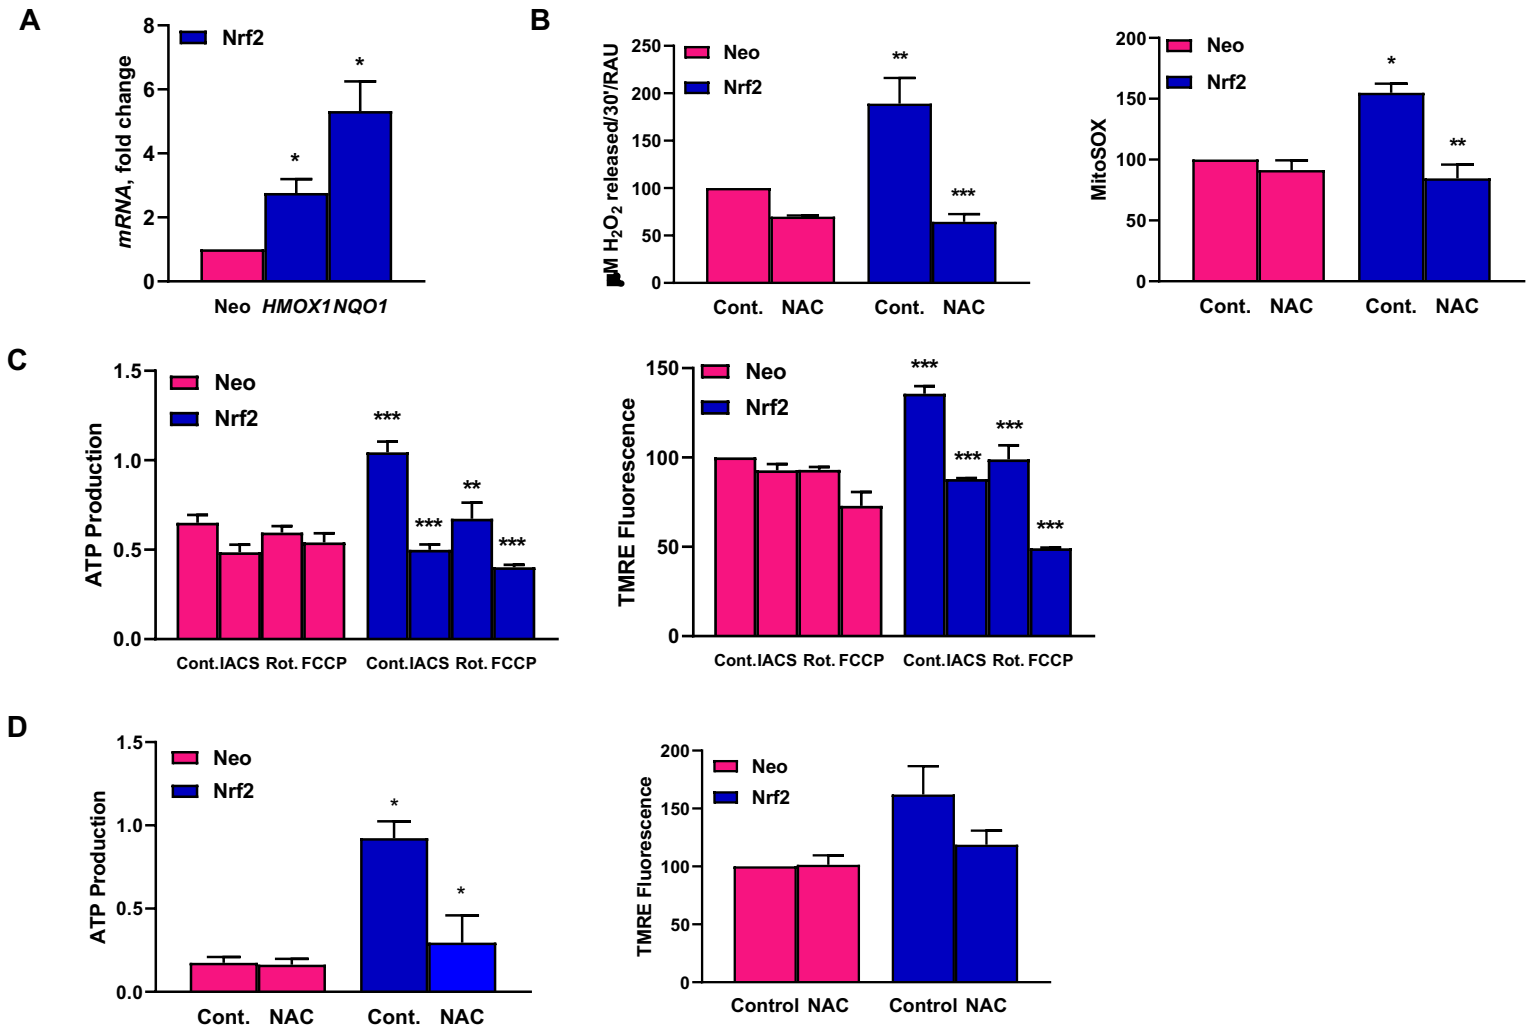 A
8
6
4
2
0
mRNA, fold change
Nrf2
*
*
Neo HMOX1 NQO1
B
250
200
150
100
50
0
M H2O2 released/30'/RAU
Neo
Nrf2
**
***
Cont. NAC Cont. NAC
200
150
100
50
0
MitoSOX
Neo
Nrf2
*
**
Cont. NAC Cont. NAC
C
1.5
1.0
0.5
0.0
ATP Production
Neo
Nrf2
***
***
**
***
Cont. IACS Rot. FCCP Cont. IACS Rot. FCCP
150
100
50
0
TMRE Fluorescence
Neo
Nrf2
***
***
***
***
Cont. IACS Rot. FCCP Cont. IACS Rot. FCCP
D
1.5
1.0
0.5
0.0
ATP Production
Neo
Nrf2
*
*
Cont. NAC Cont. NAC
200
150
100
50
0
TMRE Fluorescence
Neo
Nrf2
Control NAC Control NAC